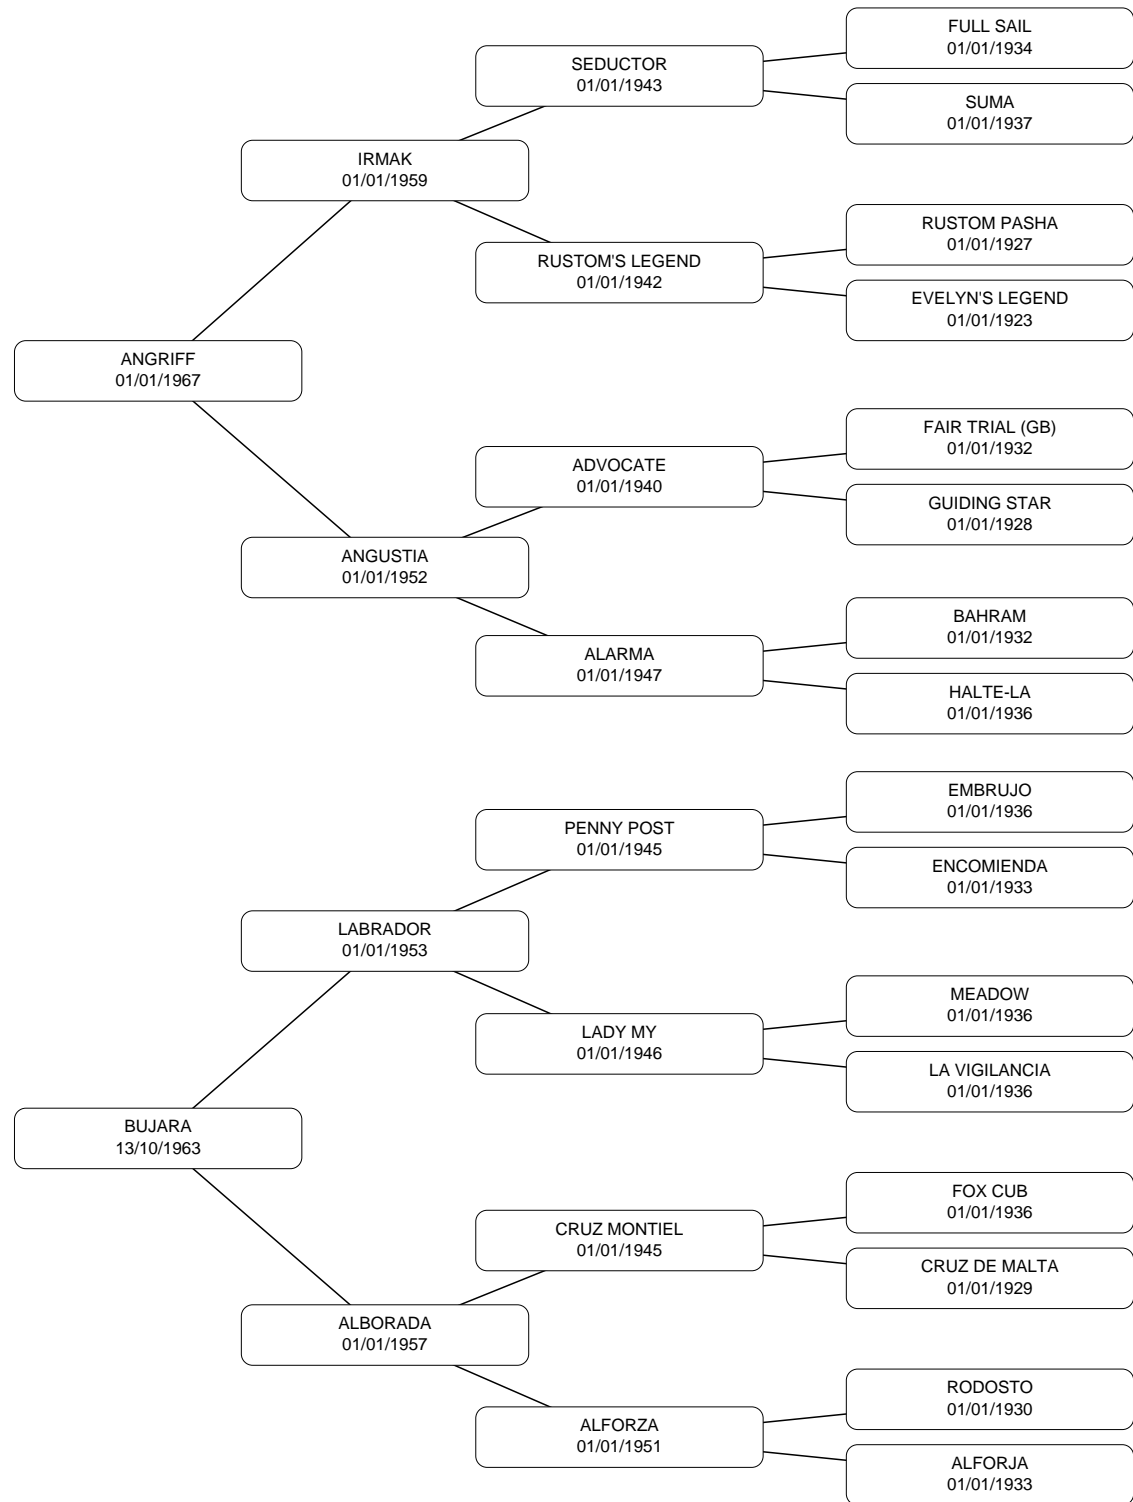 FULL SAIL
01/01/1934
SEDUCTOR
01/01/1943
SUMA
01/01/1937
IRMAK
01/01/1959
RUSTOM PASHA
01/01/1927
RUSTOM'S LEGEND
01/01/1942
EVELYN'S LEGEND
01/01/1923
ANGRIFF
01/01/1967
FAIR TRIAL (GB)
01/01/1932
ADVOCATE
01/01/1940
GUIDING STAR
01/01/1928
ANGUSTIA
01/01/1952
BAHRAM
01/01/1932
ALARMA
01/01/1947
HALTE-LA
01/01/1936
EMBRUJO
01/01/1936
PENNY POST
01/01/1945
ENCOMIENDA
01/01/1933
LABRADOR
01/01/1953
MEADOW
01/01/1936
LADY MY
01/01/1946
LA VIGILANCIA
01/01/1936
BUJARA
13/10/1963
FOX CUB
01/01/1936
CRUZ MONTIEL
01/01/1945
CRUZ DE MALTA
01/01/1929
ALBORADA
01/01/1957
RODOSTO
01/01/1930
ALFORZA
01/01/1951
ALFORJA
01/01/1933